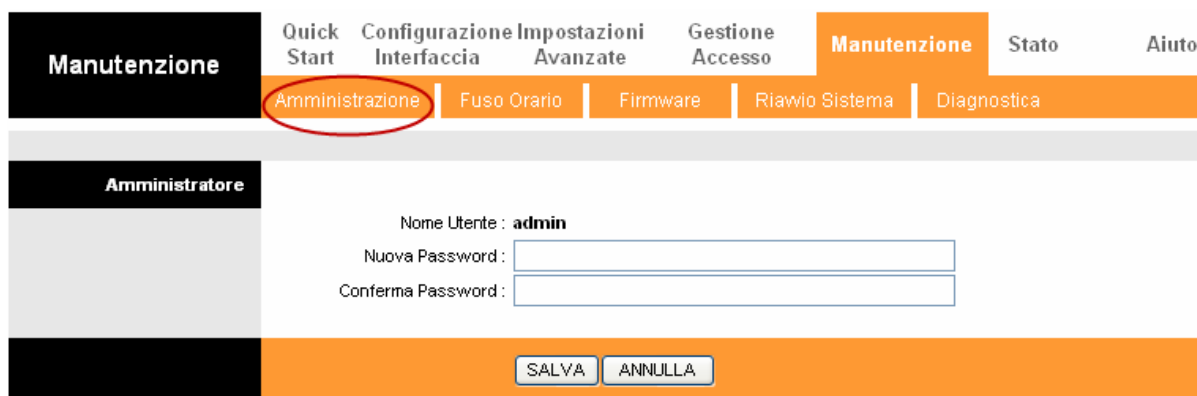 Manutenzione
Quick Start
Configurazione Interfaccia
Impostazioni Avanzate
Gestione Accesso
Manutenzione
Stato
Aiuto
Amministrazione
Fuso Orario
Firmware
Riavvio Sistema
Diagnostica
Amministratore
Nome Utente : admin
Nuova Password :
Conferma Password :
SALVA
ANNULLA